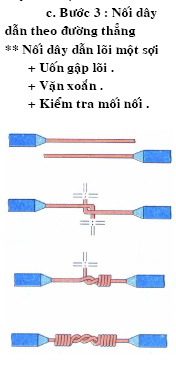 c. Bước 3 : Nối dây
dẫn theo đường thẳng
** Nối dây dẫn lõi một sợi
+ Uốn gập lõi .
+ Vặn xoắn .
+ Kiểm tra mối nối .